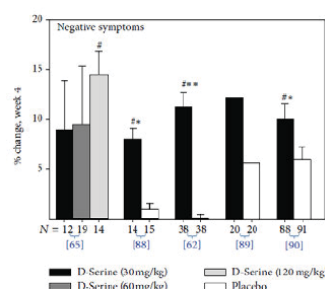 Negative symptoms
20
15
10
5
% change, week 4
#
#*
#**
#*
N = 12 19 14 14 15 38 38 20 20 88 91
[65] [88] [62] [89] [90]
D-Serine (30 mg/kg) D-Serine (120 mg/kg)
D-Serine (60 mg/kg) Placebo